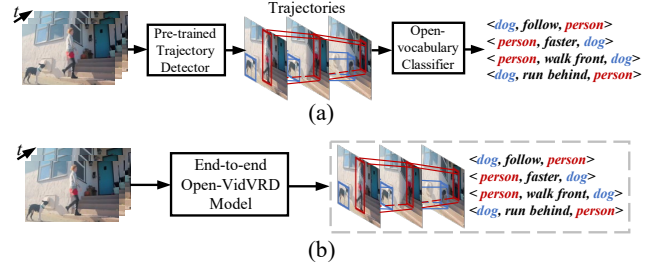 Trajectories
t
Pre-trained
Trajectory
Detector
Open-
vocabulary
Classifier
<dog, follow, person>
< person, faster, dog>
< person, walk front, dog>
<dog, run behind, person>
(a)
t
End-to-end
Open-VidVRD
Model
<dog, follow, person>
< person, faster, dog>
< person, walk front, dog>
<dog, run behind, person>
(b)